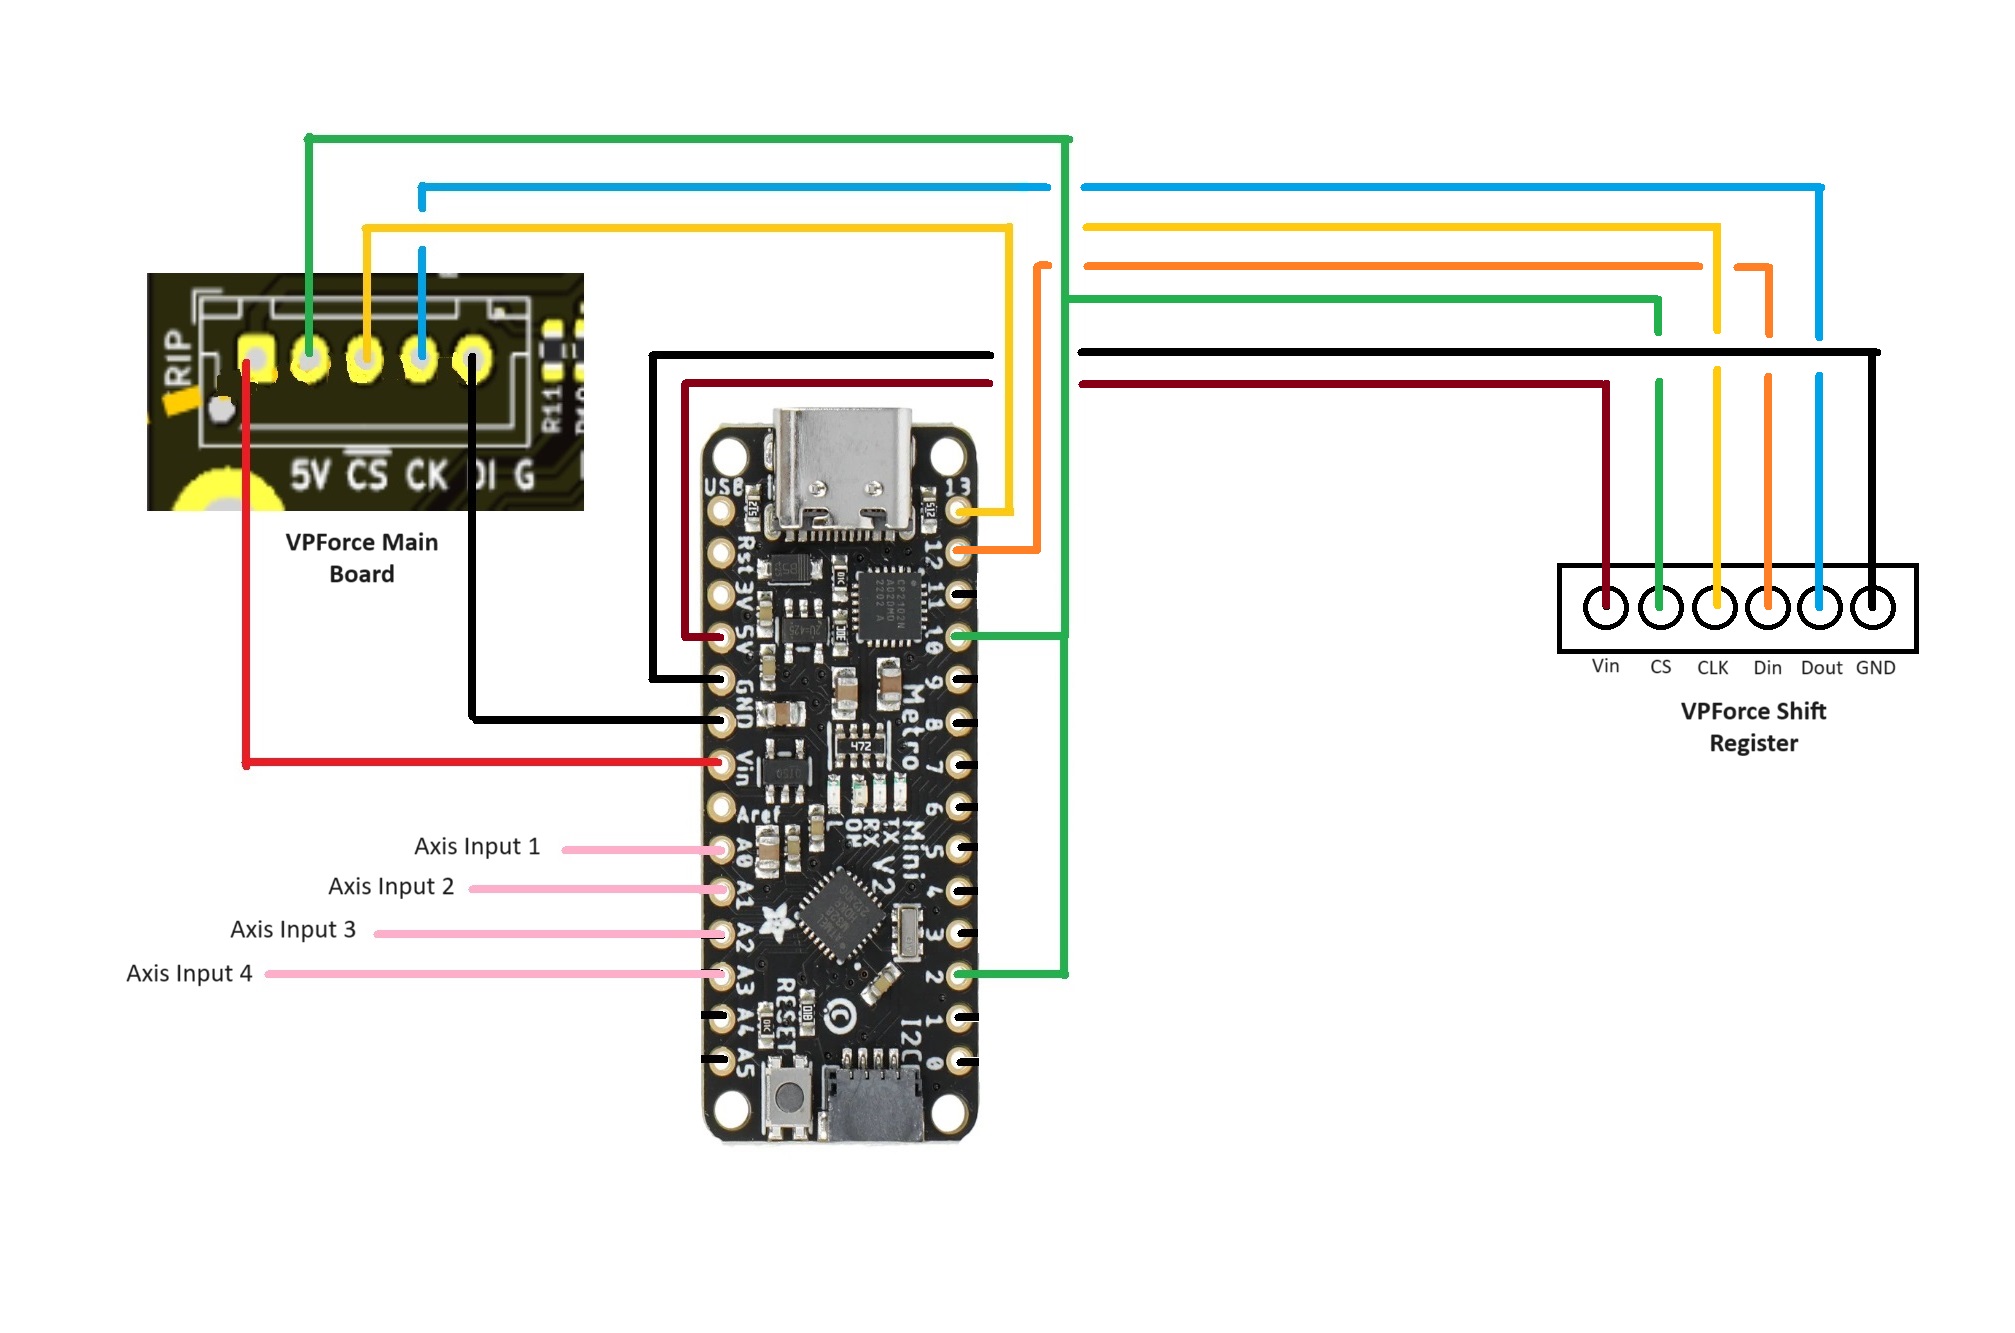 RIP
R11
5V CS CK DI G
VPForce Main
Board
USB
Rst
3V
5V
GND
GND
Vin
Aref
A0
A1
A2
A3
A4
A5
13
12
11
10
9
8
7
6
5
4
3
2
1
0
Metro
Mini
V2
472
L
ON
RX
TX
RESET
I2C
Axis Input 1
Axis Input 2
Axis Input 3
Axis Input 4
Vin CS CLK Din Dout GND
VPForce Shift
Register